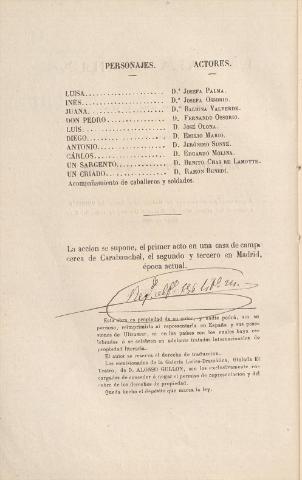 PERSONAJES. ACTORES.
LUISA. D.ª JOSEFA PALMA.
INÉS. D.ª JOSEFA OSSORIO.
JUANA. D.ª BALBINA VALVERDE.
DON PEDRO. D. FERNANDO OSSORIO.
LUIS. D. JOSÉ OLONA.
DIEGO. D. EMILIO MARIO.
ANTONIO. D. JERÓNIMO
CÁRLOS. D. EDUARDO MOLINA.
UN SARGENTO. D. BENITO CHAS DE LAMOTTE.
UN CRIADO. D. RAMON BENEDI.
Acompañamiento de caballeros y soldados.
La accion se supone, el primer acto en una casa de campo
cerca de Carabanchel, el segundo y tercero en Madrid,
época actual.
Esta obra es propiedad de su autor, y nadie podrá, sin su
permiso, reimprimirla ni representarla en España y sus posesiones
de Ultramar, ni en los paises con los cuales haya celebrados
ó se celebren en adelante tratados internacionales de
propiedad literaria.
El autor se reserva el derecho de traduccion.
Los comisionados de la Galería Lírico-Dramática, titulada El
Teatro, de D. ALONSO GULLON, son los exclusivamente encargados
de conceder ó negar el permiso de representacion y del
cobro de los derechos de propiedad.
Queda hecho el depósito que marca la ley.